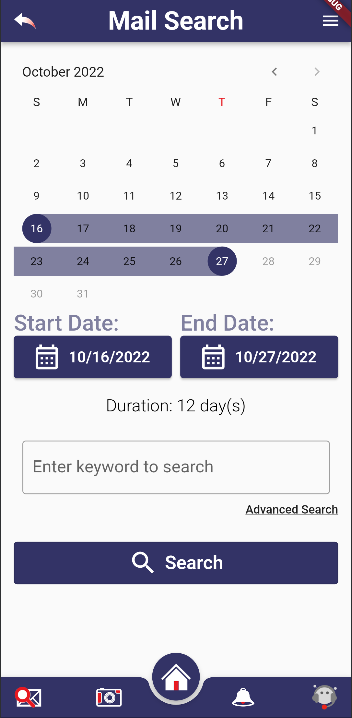 Mail Search
October 2022
S M T W T F S
1
2 3 4 5 6 7 8
9 10 11 12 13 14 15
16 17 18 19 20 21 22
23 24 25 26 27 28 29
30 31
Start Date: End Date:
10/16/2022 10/27/2022
Duration: 12 day(s)
Enter keyword to search
Advanced Search
Search